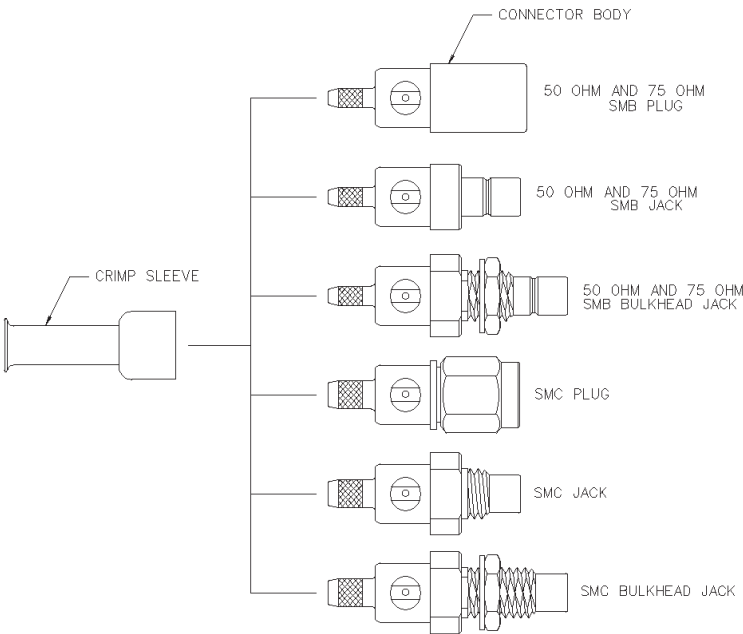 CONNECTOR BODY
50 OHM AND 75 OHM
SMB PLUG
50 OHM AND 75 OHM
SMB JACK
CRIMP SLEEVE
50 OHM AND 75 OHM
SMB BULKHEAD JACK
SMC PLUG
SMC JACK
SMC BULKHEAD JACK